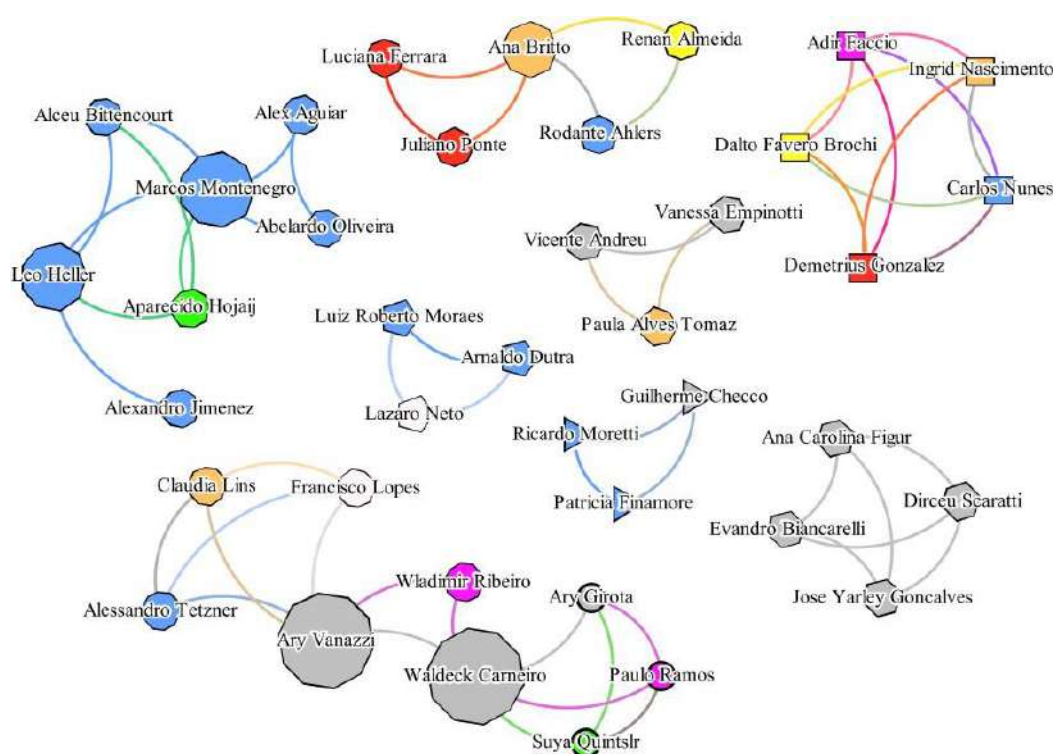 Luciana Ferrara
Ana Britto
Renan Almeida
Juliano Ponte
Rodante Ahlers
Adir Faccio
Ingrid Nascimento
Dalto Favero Brochi
Carlos Nunes
Demetrius Gonzalez
Alceu Bittencourt
Alex Aguiar
Marcos Montenegro
Abelardo Oliveira
Leo Heller
Aparecido Hojaij
Alexandro Jimenez
Vanessa Empinotti
Vicente Andreu
Paula Alves Tomaz
Luiz Roberto Moraes
Arnaldo Dutra
Lazaro Neto
Guilherme Checco
Ricardo Moretti
Patricia Finamore
Ana Carolina Figur
Dirceu Scaratti
Evandro Biancarelli
Jose Yarley Goncalves
Claudia Lins
Francisco Lopes
Alessandro Tetzner
Wladimir Ribeiro
Ary Vanazzi
Ary Girota
Waldeck Carneiro
Paulo Ramos
Suya Quintslr